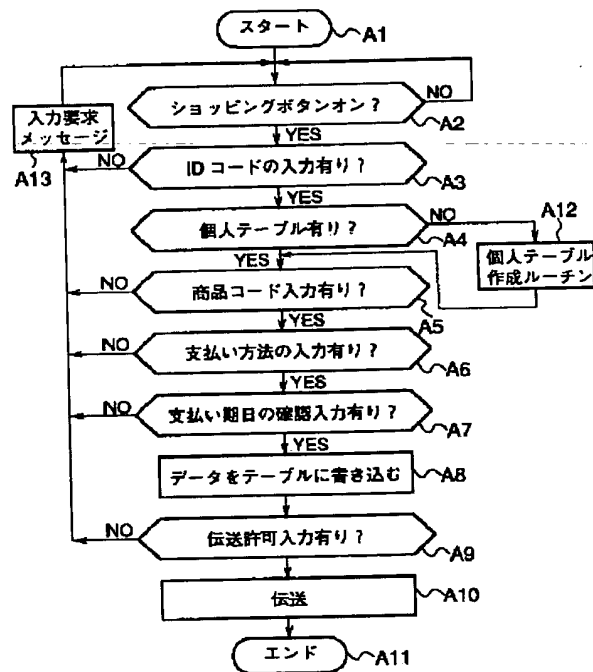 スタート
A1
ショッピングボタンオン?
NO
A2
入力要求
メッセージ
A13
YES
NO
IDコードの入力有り?
A3
YES
個人テーブル有り?
NO
A4
A12
個人テーブル
作成ルーチン
YES
NO
商品コード入力有り?
A5
YES
NO
支払い方法の入力有り?
A6
YES
NO
支払い期日の確認入力有り?
A7
YES
データをテーブルに書き込む
A8
NO
伝送許可入力有り?
A9
伝送
A10
エンド
A11